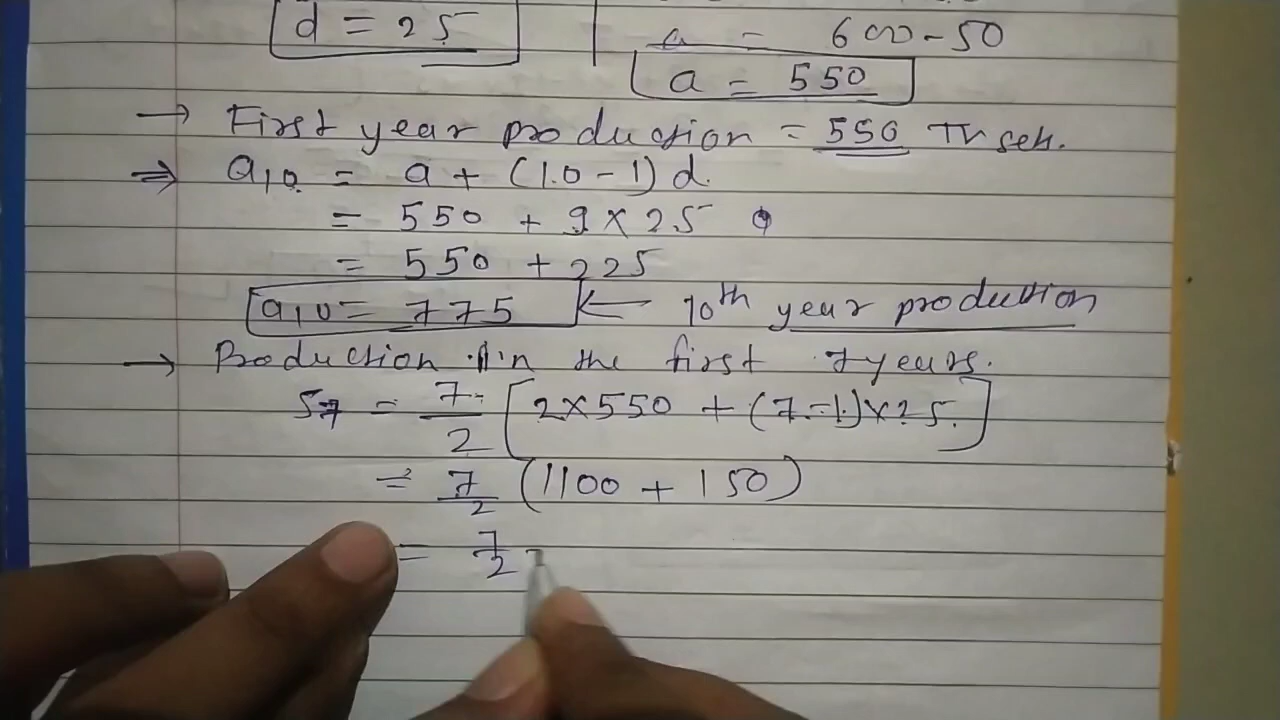 d = 25
a = 600-50
a = 550
→ First year production = 550 TV sets.
⇒ a10 = a + (10-1) d.
= 550 + 9 × 25
= 550 + 225
a10 = 775 ← 10th year production
→ Production in the first 7 years.
S7 = 7/2 [2×550 + (7-1)×25]
= 7/2 (1100 + 150)
= 7/2